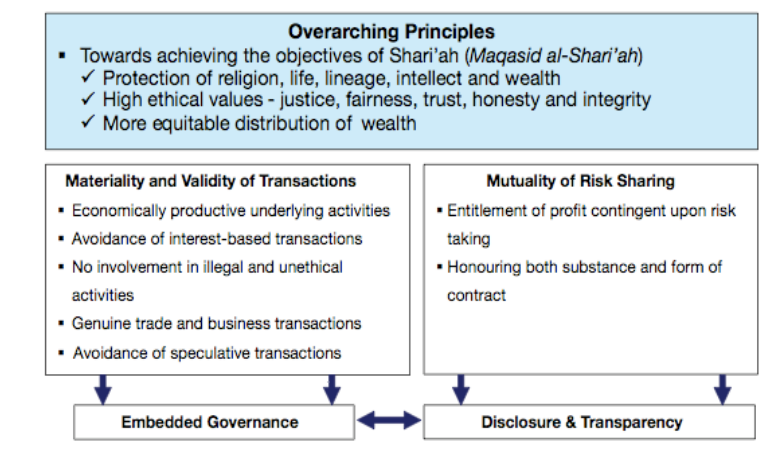 Overarching Principles
▪ Towards achieving the objectives of Shari'ah (Maqasid al-Shari'ah)
✓ Protection of religion, life, lineage, intellect and wealth
✓ High ethical values - justice, fairness, trust, honesty and integrity
✓ More equitable distribution of wealth
Materiality and Validity of Transactions
▪ Economically productive underlying activities
▪ Avoidance of interest-based transactions
▪ No involvement in illegal and unethical
activities
▪ Genuine trade and business transactions
▪ Avoidance of speculative transactions
Mutuality of Risk Sharing
▪ Entitlement of profit contingent upon risk
taking
▪ Honouring both substance and form of
contract
Embedded Governance
Disclosure & Transparency